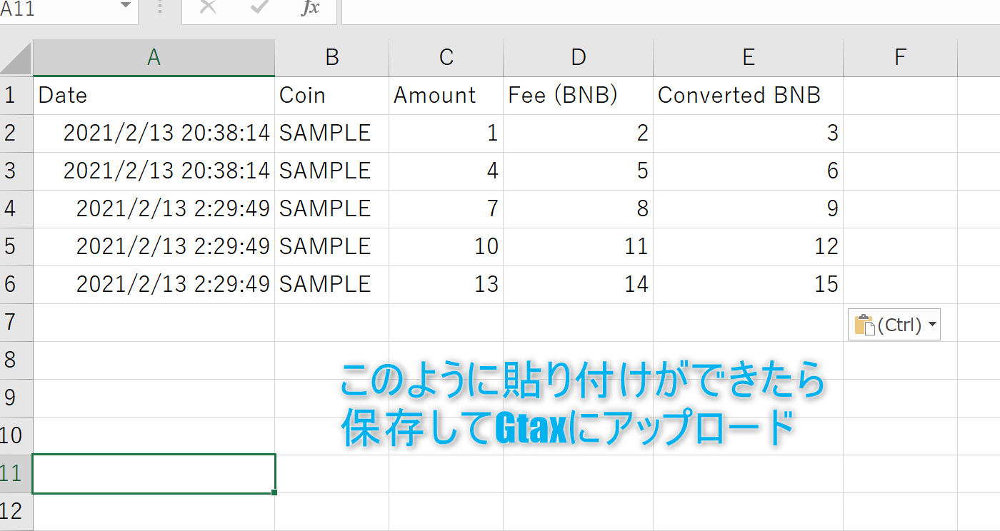 A11 fx
A B C D E F
1 Date Coin Amount Fee (BNB) Converted BNB
2 2021/2/13 20:38:14 SAMPLE 1 2 3
3 2021/2/13 20:38:14 SAMPLE 4 5 6
4 2021/2/13 2:29:49 SAMPLE 7 8 9
5 2021/2/13 2:29:49 SAMPLE 10 11 12
6 2021/2/13 2:29:49 SAMPLE 13 14 15
7 (Ctrl)
8
このように貼り付けができたら
9
保存してGtaxにアップロード
10
11
12